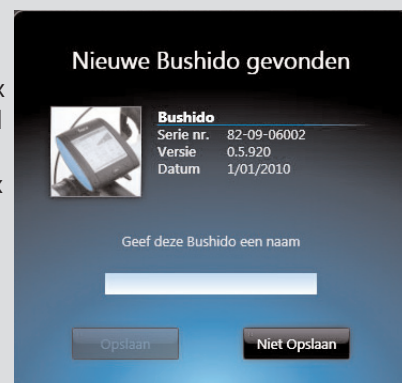 Nieuwe Bushido gevonden
Bushido
Serie nr. 82-09-06002
Versie 0.5.920
Datum 1/01/2010
Geef deze Bushido een naam
Opslaan Niet Opslaan